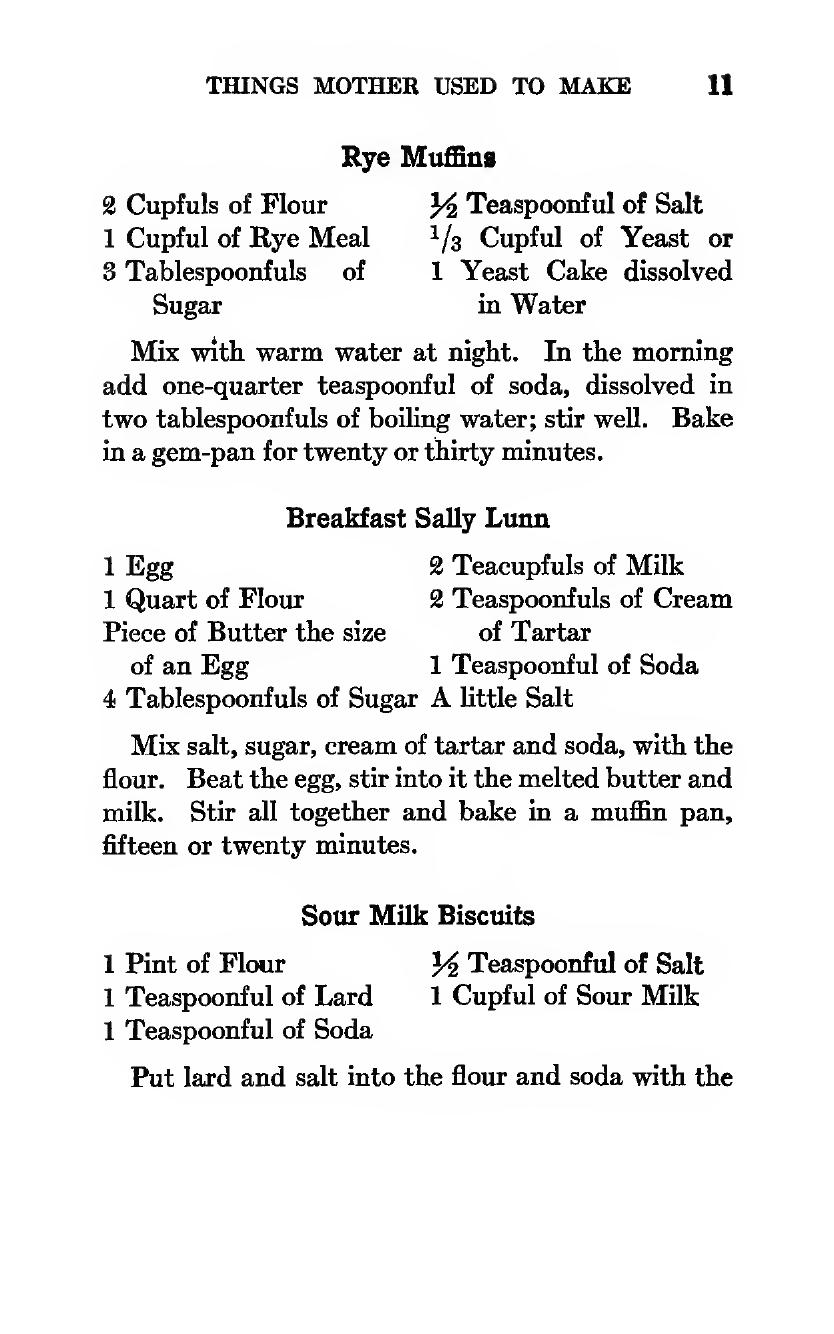 THINGS MOTHER USED TO MAKE 11
Rye Muffins
2 Cupfuls of Flour
1 Cupful of Rye Meal
3 Tablespoonfuls of
Sugar
½ Teaspoonful of Salt
1/3 Cupful of Yeast or
1 Yeast Cake dissolved
in Water
Mix with warm water at night. In the morning
add one-quarter teaspoonful of soda, dissolved in
two tablespoonfuls of boiling water; stir well. Bake
in a gem-pan for twenty or thirty minutes.
Breakfast Sally Lunn
1 Egg
1 Quart of Flour
Piece of Butter the size
of an Egg
4 Tablespoonfuls of Sugar
2 Teacupfuls of Milk
2 Teaspoonfuls of Cream
of Tartar
1 Teaspoonful of Soda
A little Salt
Mix salt, sugar, cream of tartar and soda, with the
flour. Beat the egg, stir into it the melted butter and
milk. Stir all together and bake in a muffin pan,
fifteen or twenty minutes.
Sour Milk Biscuits
1 Pint of Flour
1 Teaspoonful of Lard
1 Teaspoonful of Soda
½ Teaspoonful of Salt
1 Cupful of Sour Milk
Put lard and salt into the flour and soda with the